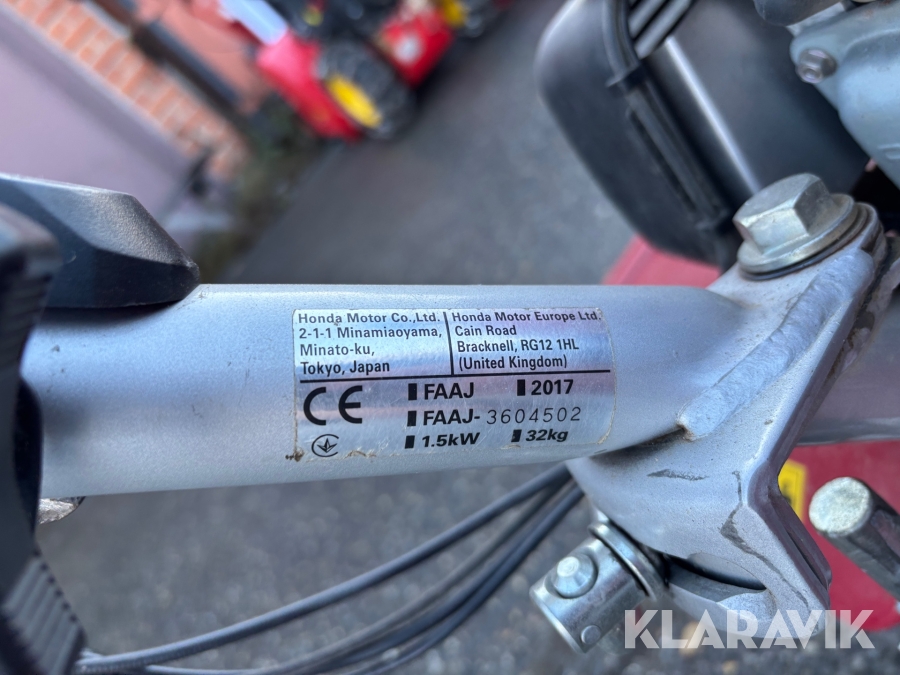 Honda Motor Co.,Ltd.
2-1-1 Minamiaoyama,
Minato-ku,
Tokyo, Japan
Honda Motor Europe Ltd.
Cain Road
Bracknell, RG12 1HL
(United Kingdom)
CE
FAAJ
2017
FAAJ-3604502
1.5kW
32kg
KLARAVIK